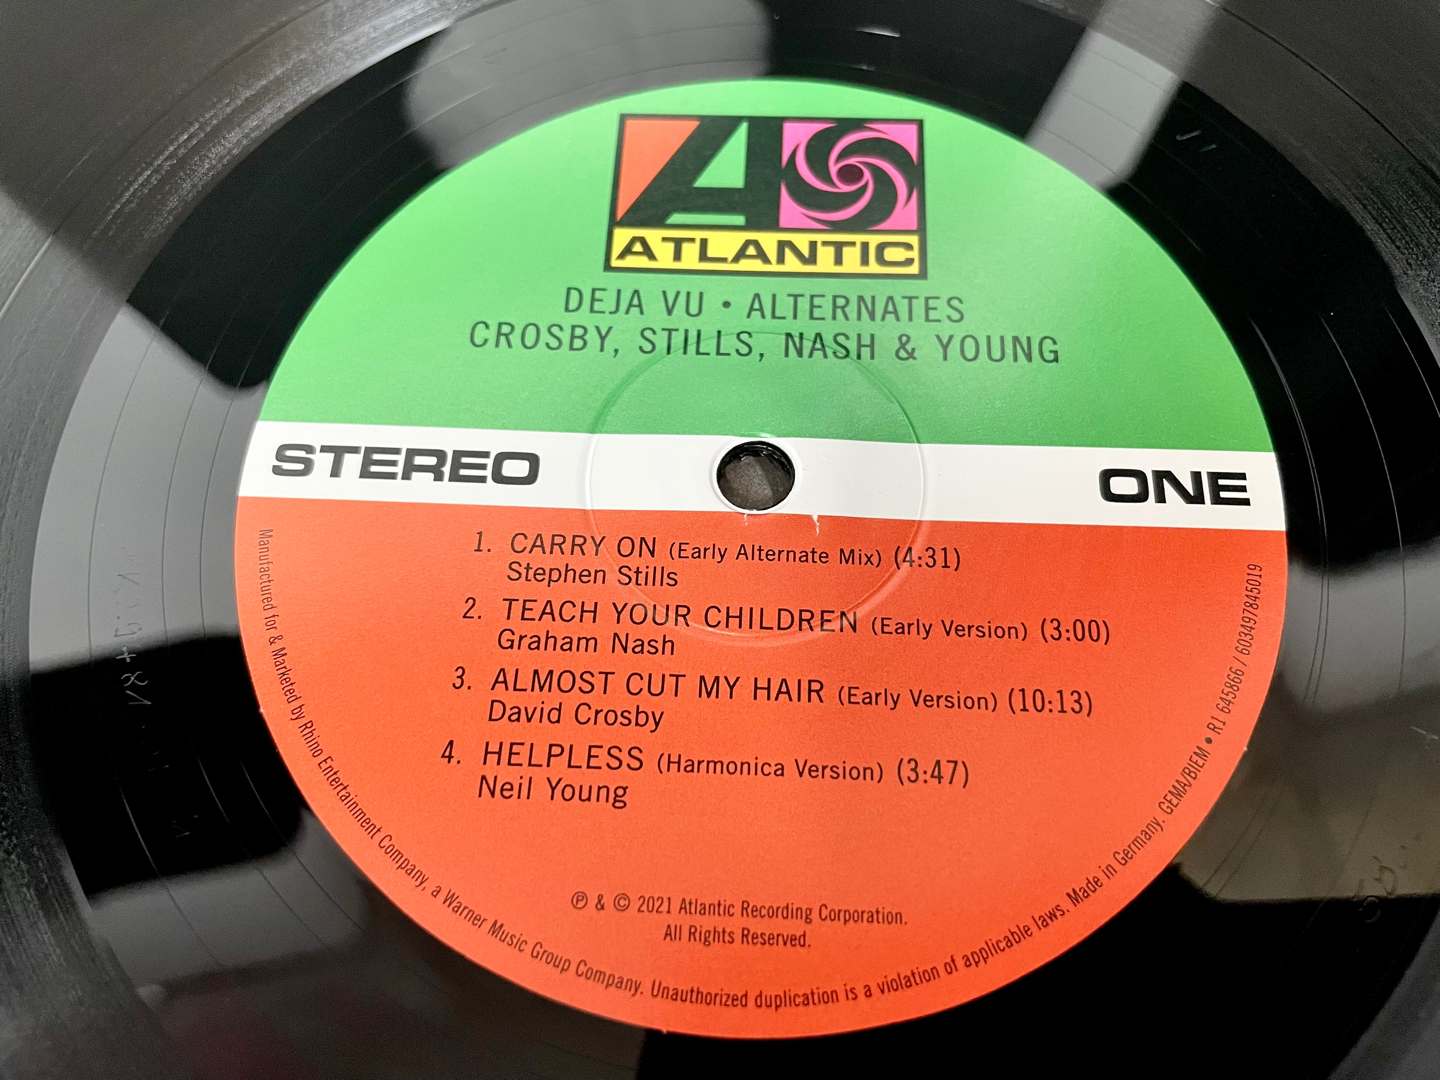 ATLANTIC
DEJA VU • ALTERNATES
CROSBY, STILLS, NASH & YOUNG
STEREO
ONE
1. CARRY ON (Early Alternate Mix) (4:31)
Stephen Stills
2. TEACH YOUR CHILDREN (Early Version) (3:00)
Graham Nash
3. ALMOST CUT MY HAIR (Early Version) (10:13)
David Crosby
4. HELPLESS (Harmonica Version) (3:47)
Neil Young
℗ & © 2021 Atlantic Recording Corporation.
All Rights Reserved.
Manufactured for & Marketed by Rhino Entertainment Company, a Warner Music Group Company. Unauthorized duplication is a violation of applicable laws. Made in Germany. GEMA/BIEM • R1 645866 / 603497845019